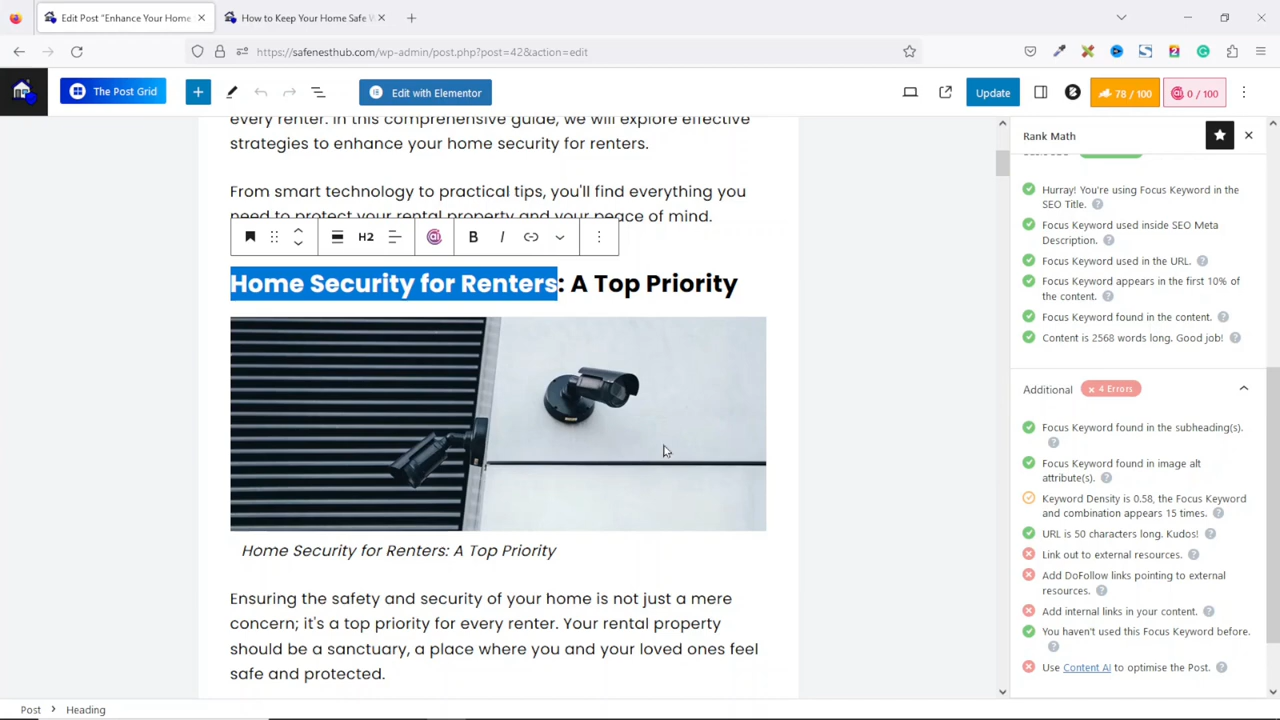 Edit Post "Enhance Your Home
How to Keep Your Home Safe W
https://safenesthub.com/wp-admin/post.php?post=42&action=edit
The Post Grid
Edit with Elementor
Update
78 / 100
0 / 100
every renter. In this comprehensive guide, we will explore effective
strategies to enhance your home security for renters.
From smart technology to practical tips, you'll find everything you
need to protect your rental property and your peace of mind.
H2
B
I
Home Security for Renters: A Top Priority
Home Security for Renters: A Top Priority
Ensuring the safety and security of your home is not just a mere
concern; it's a top priority for every renter. Your rental property
should be a sanctuary, a place where you and your loved ones feel
safe and protected.
Rank Math
Hurray! You're using Focus Keyword in the
SEO Title.
Focus Keyword used inside SEO Meta
Description.
Focus Keyword used in the URL.
Focus Keyword appears in the first 10% of
the content.
Focus Keyword found in the content.
Content is 2568 words long. Good job!
Additional
4 Errors
Focus Keyword found in the subheading(s).
Focus Keyword found in image alt
attribute(s).
Keyword Density is 0.58, the Focus Keyword
and combination appears 15 times.
URL is 50 characters long. Kudos!
Link out to external resources.
Add DoFollow links pointing to external
resources.
Add internal links in your content.
You haven't used this Focus Keyword before.
Use Content AI to optimise the Post.
Post
Heading